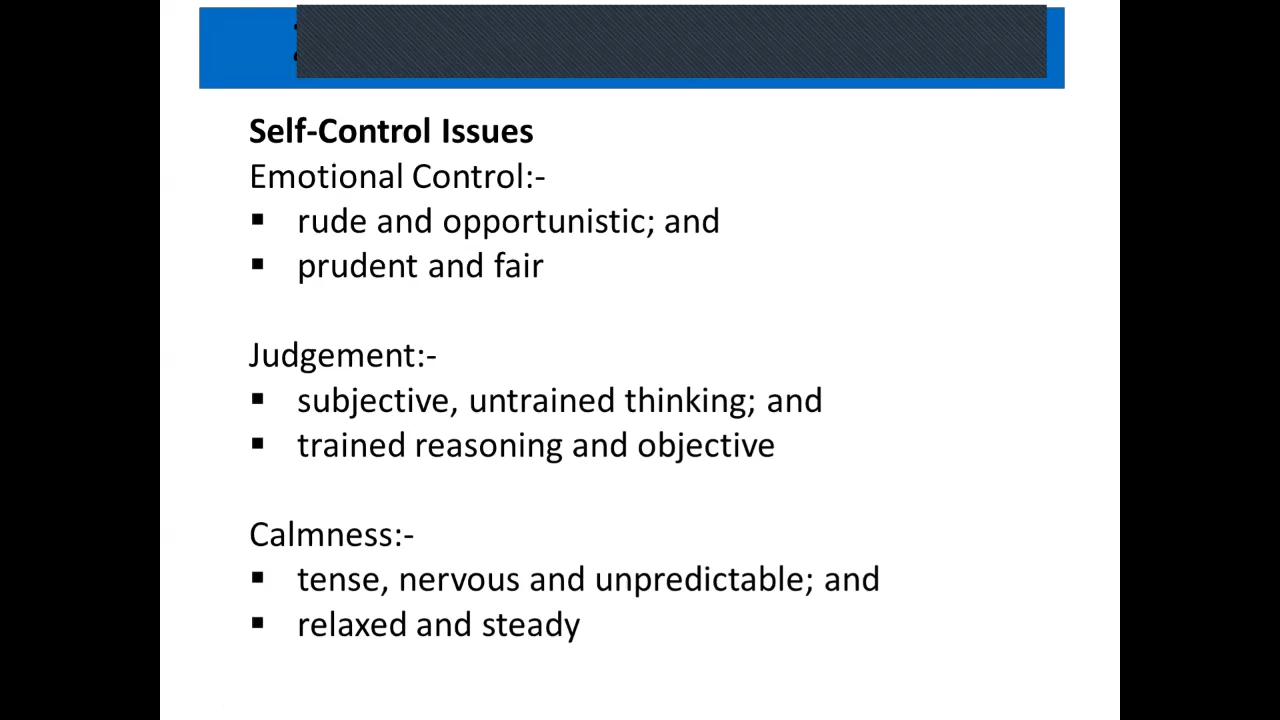 Self-Control Issues
Emotional Control:-
▪ rude and opportunistic; and
▪ prudent and fair
Judgement:-
▪ subjective, untrained thinking; and
▪ trained reasoning and objective
Calmness:-
▪ tense, nervous and unpredictable; and
▪ relaxed and steady